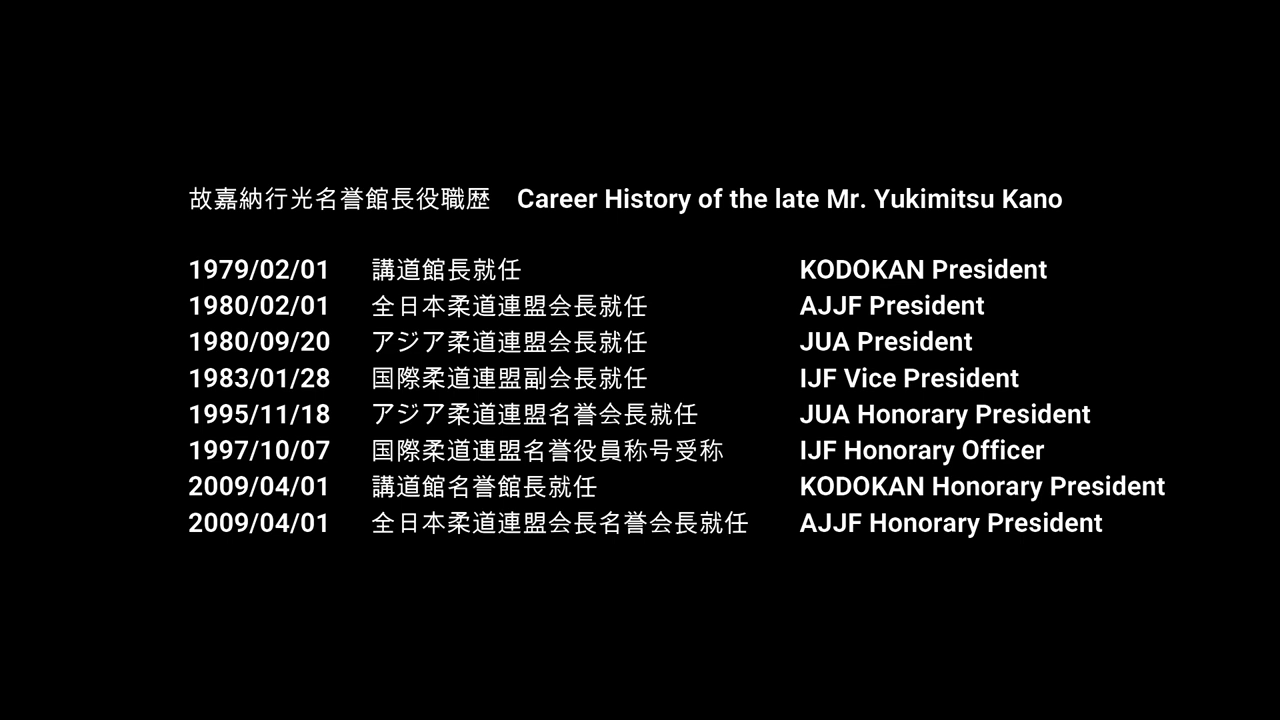 故嘉納行光名誉館長役職歴 Career History of the late Mr. Yukimitsu Kano
1979/02/01 講道館長就任 KODOKAN President
1980/02/01 全日本柔道連盟会長就任 AJJF President
1980/09/20 アジア柔道連盟会長就任 JUA President
1983/01/28 国際柔道連盟副会長就任 IJF Vice President
1995/11/18 アジア柔道連盟名誉会長就任 JUA Honorary President
1997/10/07 国際柔道連盟名誉役員称号受称 IJF Honorary Officer
2009/04/01 講道館名誉館長就任 KODOKAN Honorary President
2009/04/01 全日本柔道連盟会長名誉会長就任 AJJF Honorary President